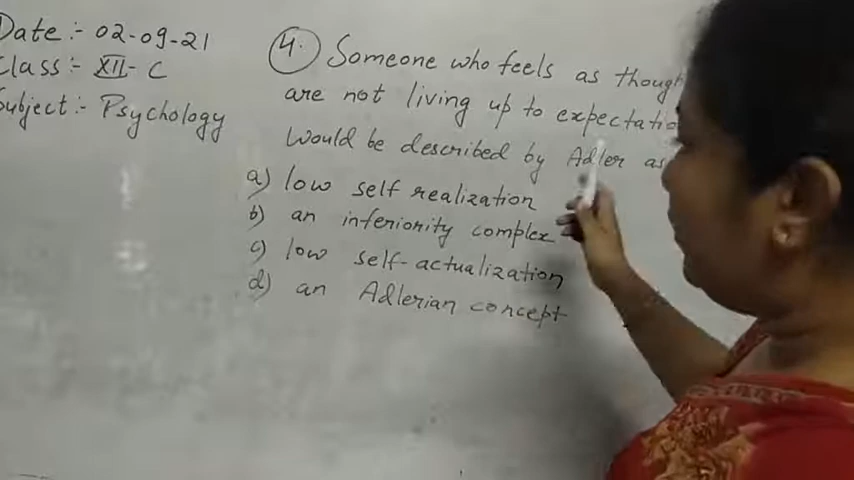 Date :- 02-09-21
Class :- XII - C
Subject :- Psychology
4. Someone who feels as though
are not living up to expectatio
Would be described by Adler as
a) low self realization
b) an inferiority complex
c) low self-actualization
d) an Adlerian concept